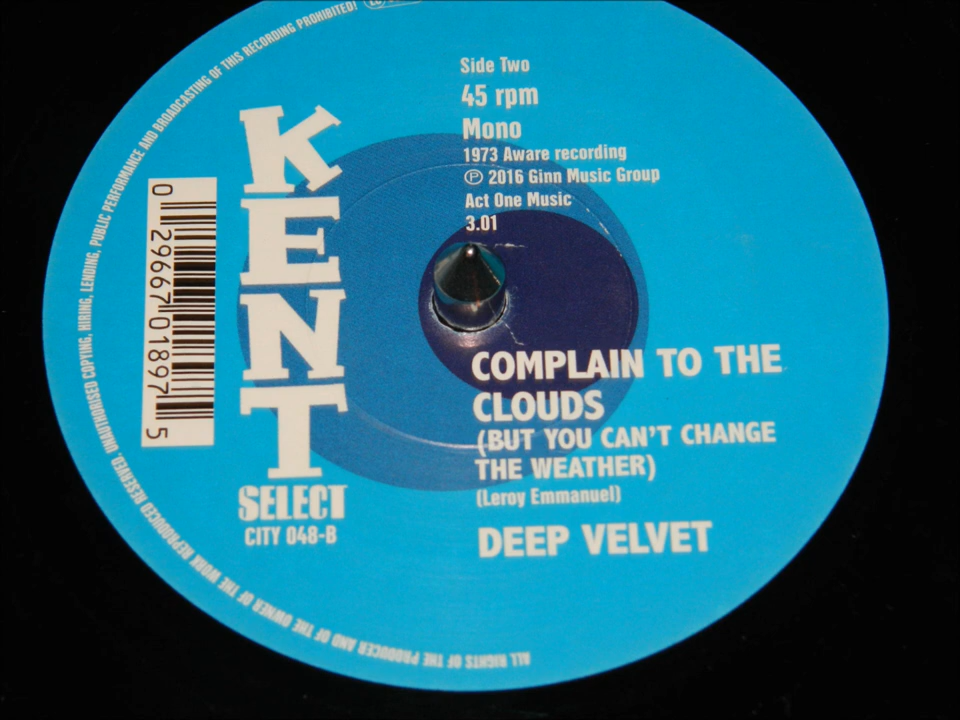 ALL RIGHTS OF THE PRODUCER AND OF THE OWNER OF THE WORK REPRODUCED RESERVED. UNAUTHORISED COPYING, HIRING, LENDING, PUBLIC PERFORMANCE AND BROADCASTING OF THIS RECORDING PROHIBITED!
0 29667 01897 5
KENT
SELECT
CITY 048-B
Side Two
45 rpm
Mono
1973 Aware recording
℗ 2016 Ginn Music Group
Act One Music
3.01
COMPLAIN TO THE
CLOUDS
(BUT YOU CAN'T CHANGE
THE WEATHER)
(Leroy Emmanuel)
DEEP VELVET